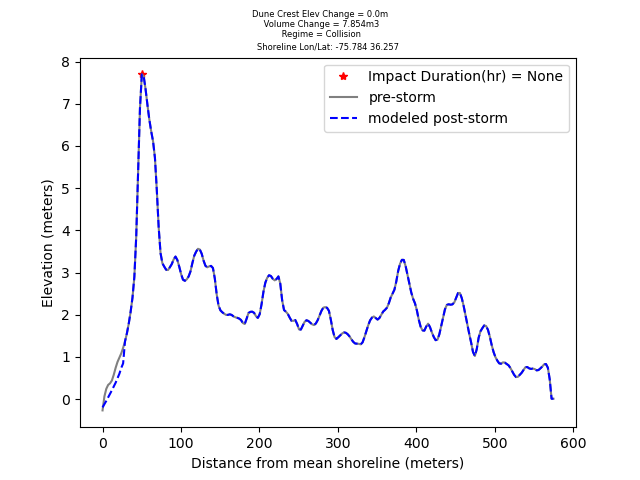 Dune Crest Elev Change = 0.0m
Volume Change = 7.854m3
Regime = Collision
Shoreline Lon/Lat: -75.784 36.257
Impact Duration(hr) = None
pre-storm
modeled post-storm
Elevation (meters)
8
7
6
5
4
3
2
1
0
0 100 200 300 400 500 600
Distance from mean shoreline (meters)